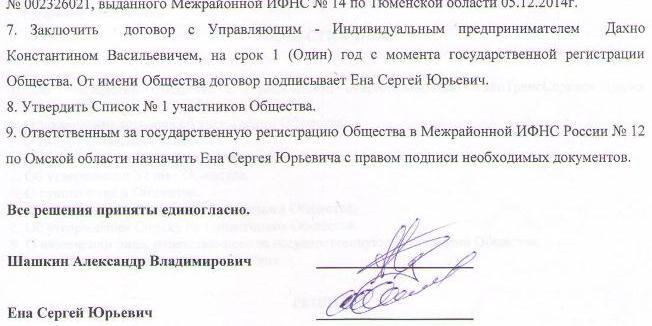 № 002326021, выданного Межрайонной ИФНС № 14 по Тюменской области 05.12.2014г.
7. Заключить договор с Управляющим - Индивидуальным предпринимателем Дахно
Константином Васильевичем, на срок 1 (Один) год с момента государственной регистрации
Общества. От имени Общества договор подписывает Ена Сергей Юрьевич.
8. Утвердить Список № 1 участников Общества.
9. Ответственным за государственную регистрацию Общества в Межрайонной ИФНС России № 12
по Омской области назначить Ена Сергея Юрьевича с правом подписи необходимых документов.
Все решения приняты единогласно.
Шашкин Александр Владимирович
Ена Сергей Юрьевич